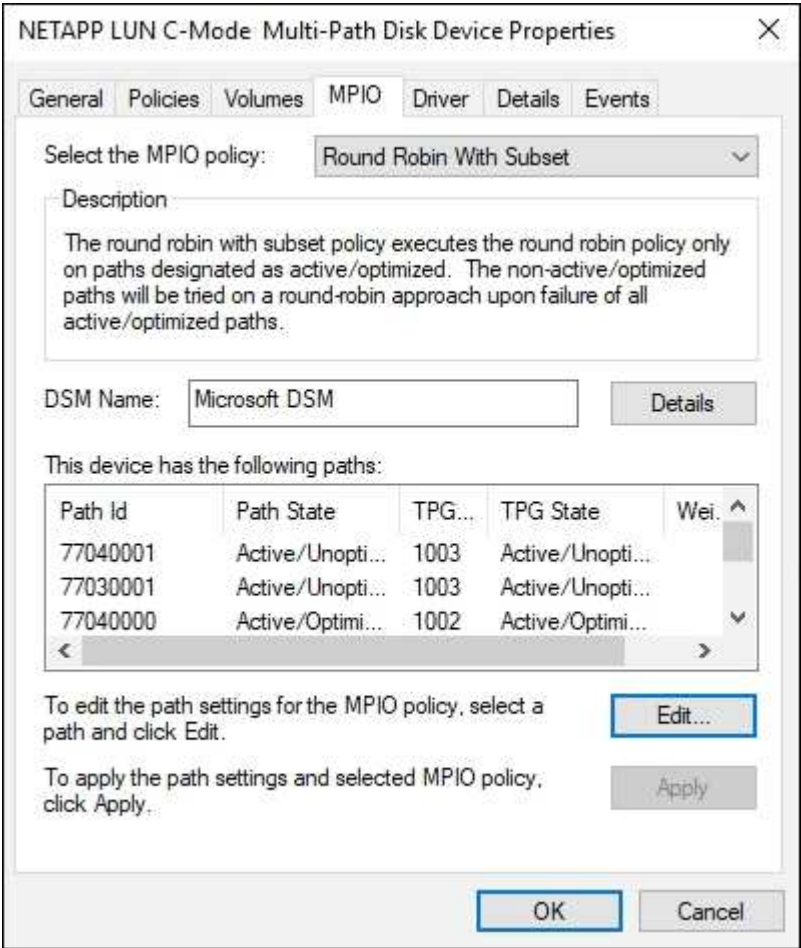 NETAPP LUN C-Mode  Multi-Path Disk Device Properties
General Policies Volumes MPIO Driver Details Events
Select the MPIO policy: Round Robin With Subset
Description
The round robin with subset policy executes the round robin policy only
on paths designated as active/optimized.  The non-active/optimized
paths will be tried on a round-robin approach upon failure of all
active/optimized paths.
DSM Name: Microsoft DSM Details
This device has the following paths:
Path Id Path State TPG... TPG State Wei.
77040001 Active/Unopti... 1003 Active/Unopti...
77030001 Active/Unopti... 1003 Active/Unopti...
77040000 Active/Optimi... 1002 Active/Optimi...
To edit the path settings for the MPIO policy, select a
path and click Edit.
Edit...
To apply the path settings and selected MPIO policy,
click Apply.
Apply
OK Cancel